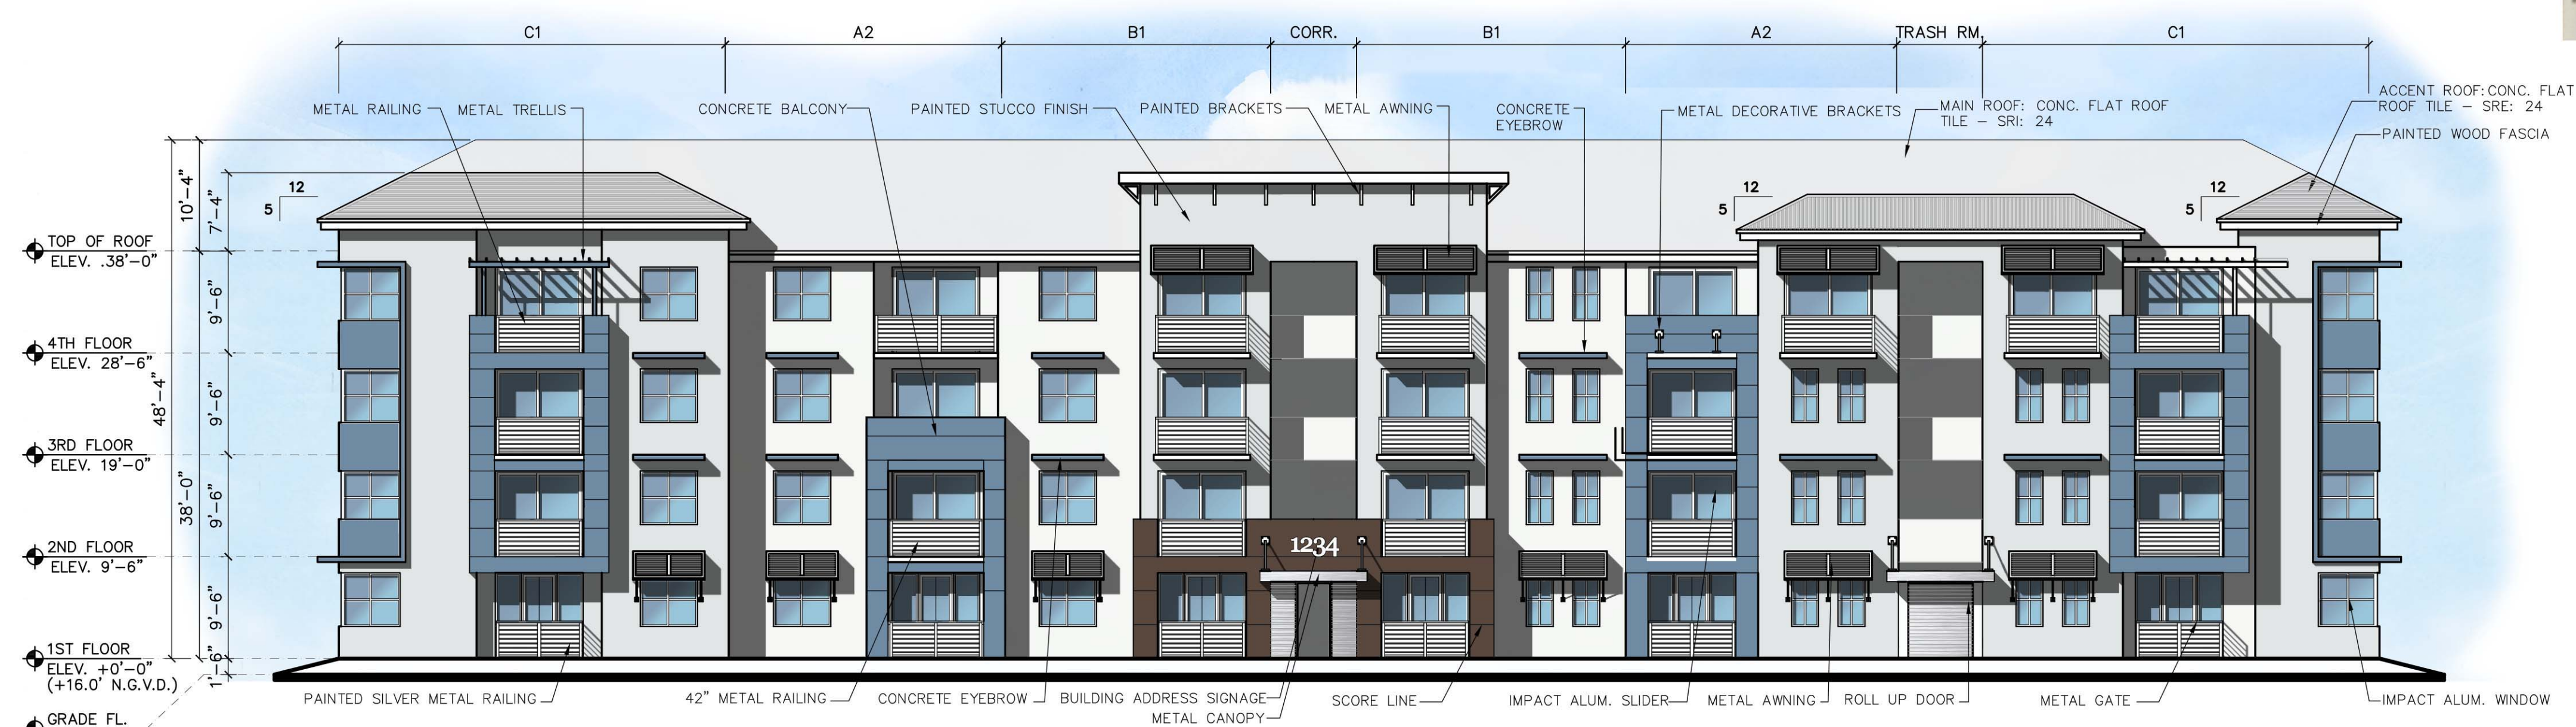 C1
A2
B1
CORR.
B1
A2
TRASH RM.
C1
METAL RAILING
METAL TRELLIS
CONCRETE BALCONY
PAINTED STUCCO FINISH
PAINTED BRACKETS
METAL AWNING
CONCRETE
EYEBROW
METAL DECORATIVE BRACKETS
MAIN ROOF: CONC. FLAT ROOF
TILE – SRI: 24
ACCENT ROOF: CONC. FLAT
ROOF TILE – SRE: 24
PAINTED WOOD FASCIA
12
5
12
5
12
5
10'-4"
7'-4"
TOP OF ROOF
ELEV. .38'-0"
9'-6"
4TH FLOOR
ELEV. 28'-6"
48'-4"
9'-6"
3RD FLOOR
ELEV. 19'-0"
38'-0"
9'-6"
2ND FLOOR
ELEV. 9'-6"
1234
9'-6"
1ST FLOOR
ELEV. +0'-0"
(+16.0' N.G.V.D.)
1'-6"
GRADE FL.
PAINTED SILVER METAL RAILING
42" METAL RAILING
CONCRETE EYEBROW
BUILDING ADDRESS SIGNAGE
METAL CANOPY
SCORE LINE
IMPACT ALUM. SLIDER
METAL AWNING
ROLL UP DOOR
METAL GATE
IMPACT ALUM. WINDOW